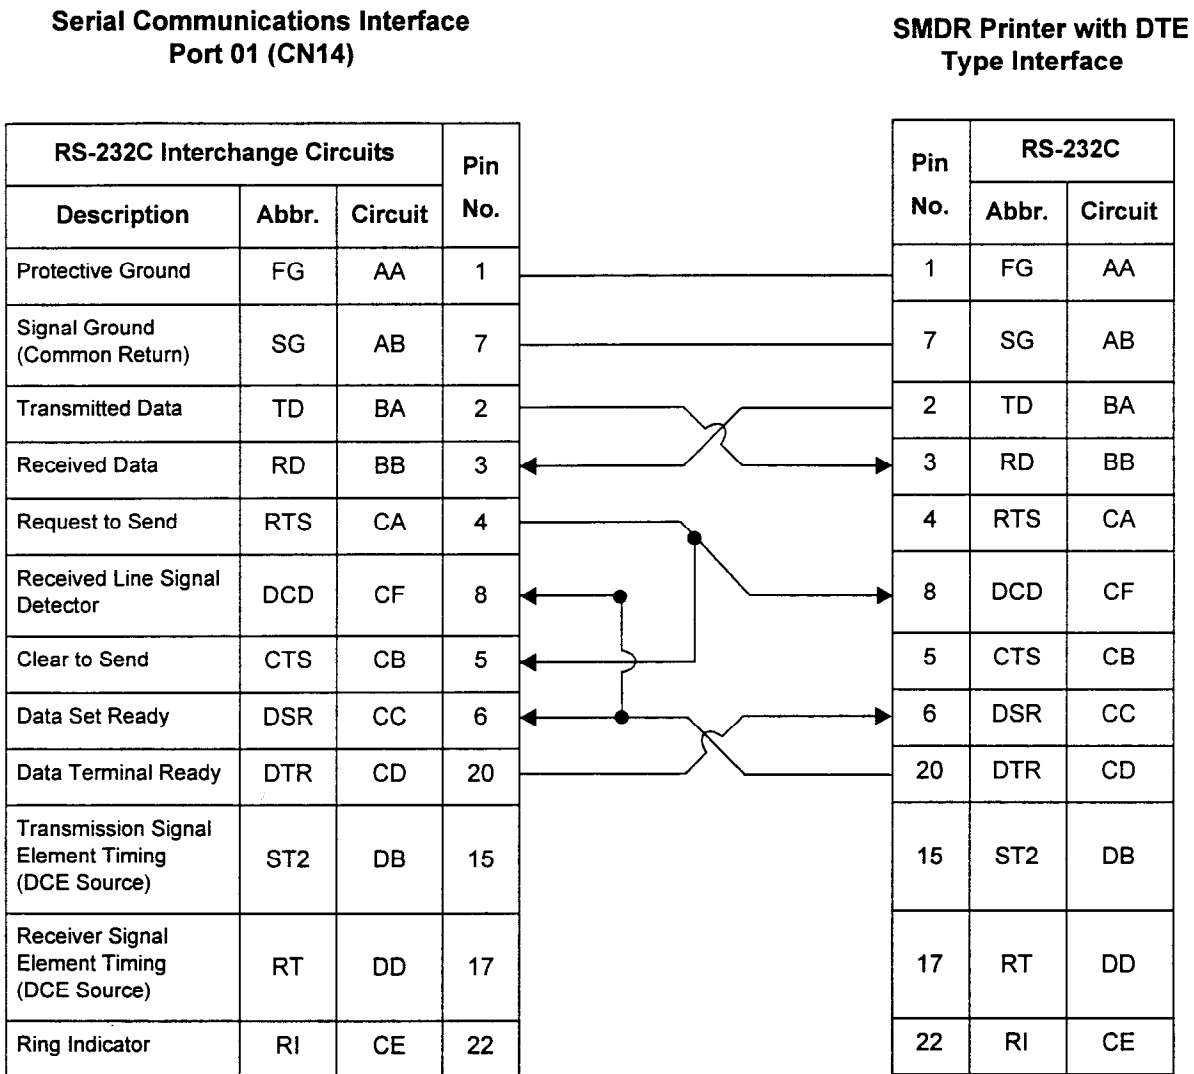 Serial Communications Interface
Port 01 (CN14)
SMDR Printer with DTE
Type Interface
RS-232C Interchange Circuits
Pin
No.
Description Abbr. Circuit
Protective Ground FG AA 1
Signal Ground
(Common Return) SG AB 7
Transmitted Data TD BA 2
Received Data RD BB 3
Request to Send RTS CA 4
Received Line Signal
Detector DCD CF 8
Clear to Send CTS CB 5
Data Set Ready DSR CC 6
Data Terminal Ready DTR CD 20
Transmission Signal
Element Timing
(DCE Source) ST2 DB 15
Receiver Signal
Element Timing
(DCE Source) RT DD 17
Ring Indicator RI CE 22
Pin
No.
RS-232C
Abbr. Circuit
1 FG AA
7 SG AB
2 TD BA
3 RD BB
4 RTS CA
8 DCD CF
5 CTS CB
6 DSR CC
20 DTR CD
15 ST2 DB
17 RT DD
22 RI CE